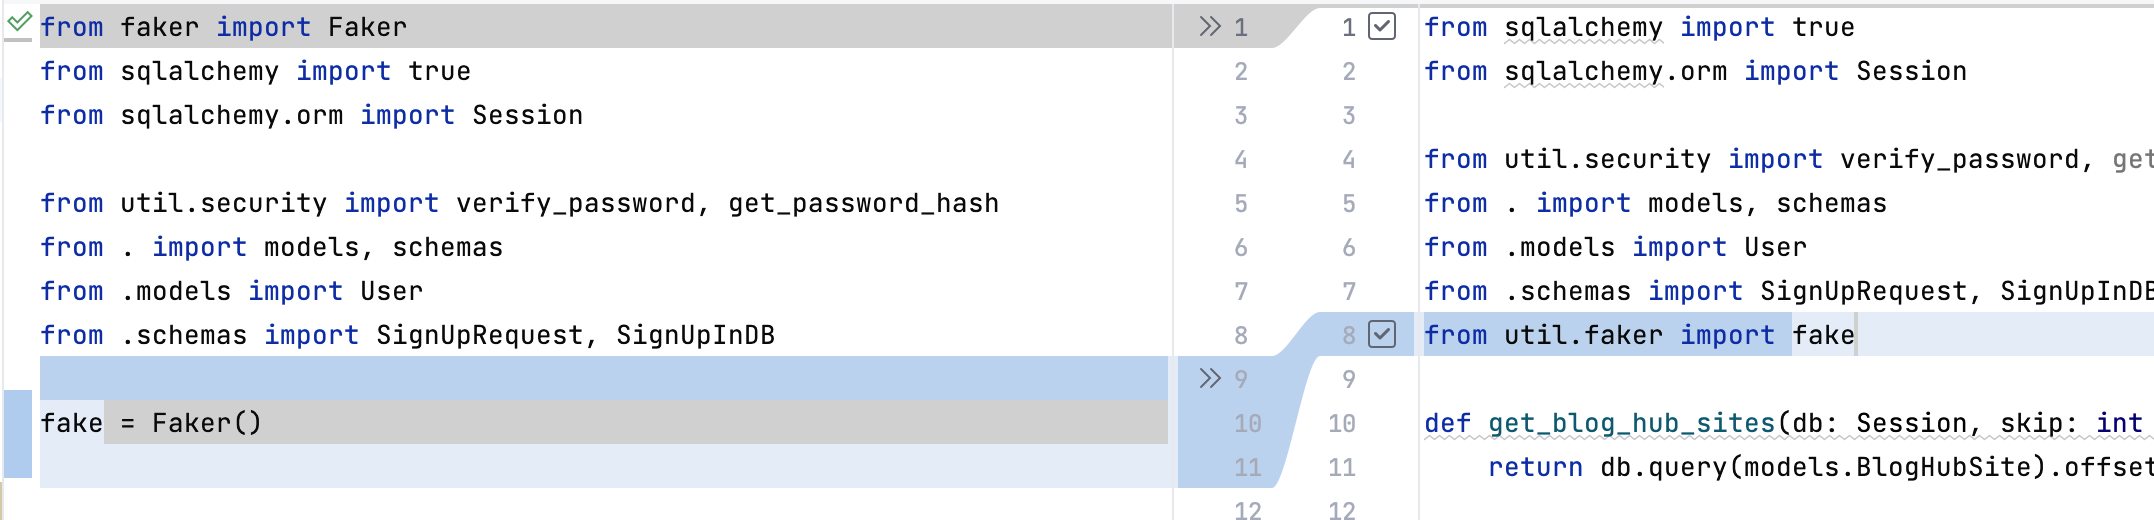 from faker import Faker
from sqlalchemy import true
from sqlalchemy.orm import Session
from util.security import verify_password, get_password_hash
from . import models, schemas
from .models import User
from .schemas import SignUpRequest, SignUpInDB
fake = Faker()
1
2
3
4
5
6
7
8
9
10
11
12
1
2
3
4
5
6
7
8
9
10
11
12
from sqlalchemy import true
from sqlalchemy.orm import Session
from util.security import verify_password, get
from . import models, schemas
from .models import User
from .schemas import SignUpRequest, SignUpInDB
from util.faker import fake
def get_blog_hub_sites(db: Session, skip: int
return db.query(models.BlogHubSite).offset